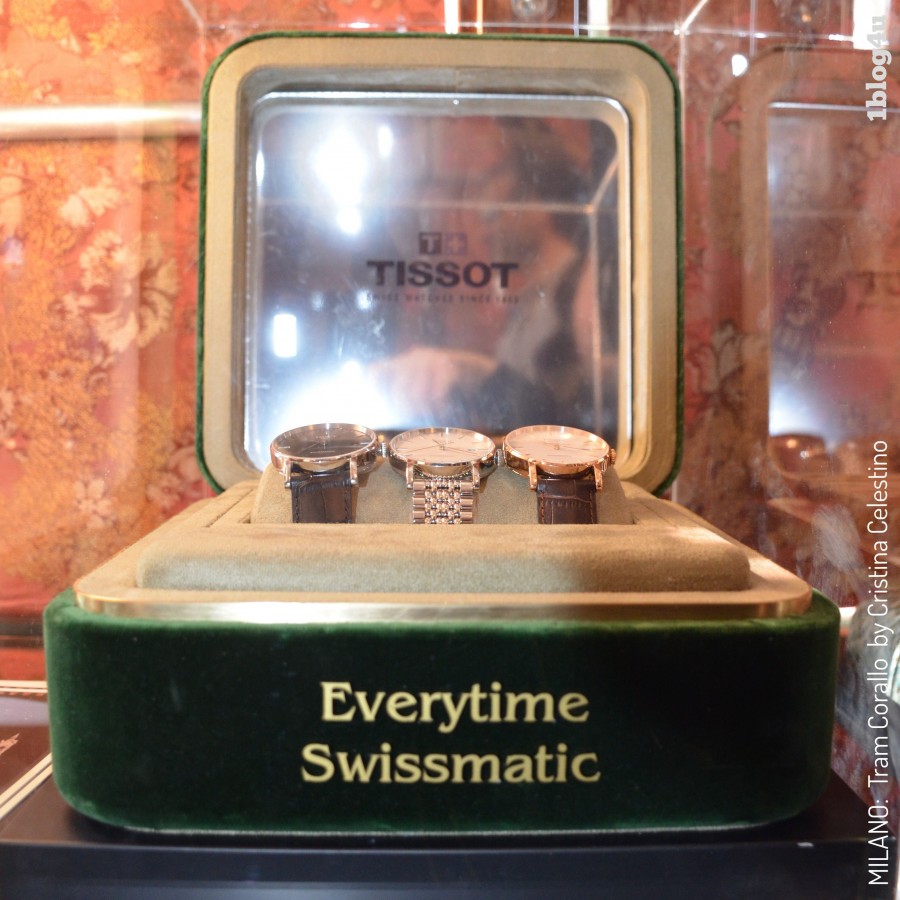 T+
TISSOT
SWISS WATCHES SINCE 1853
Everytime
Swissmatic
1blog4u
MILANO: Tram Corallo by Cristina Celestino